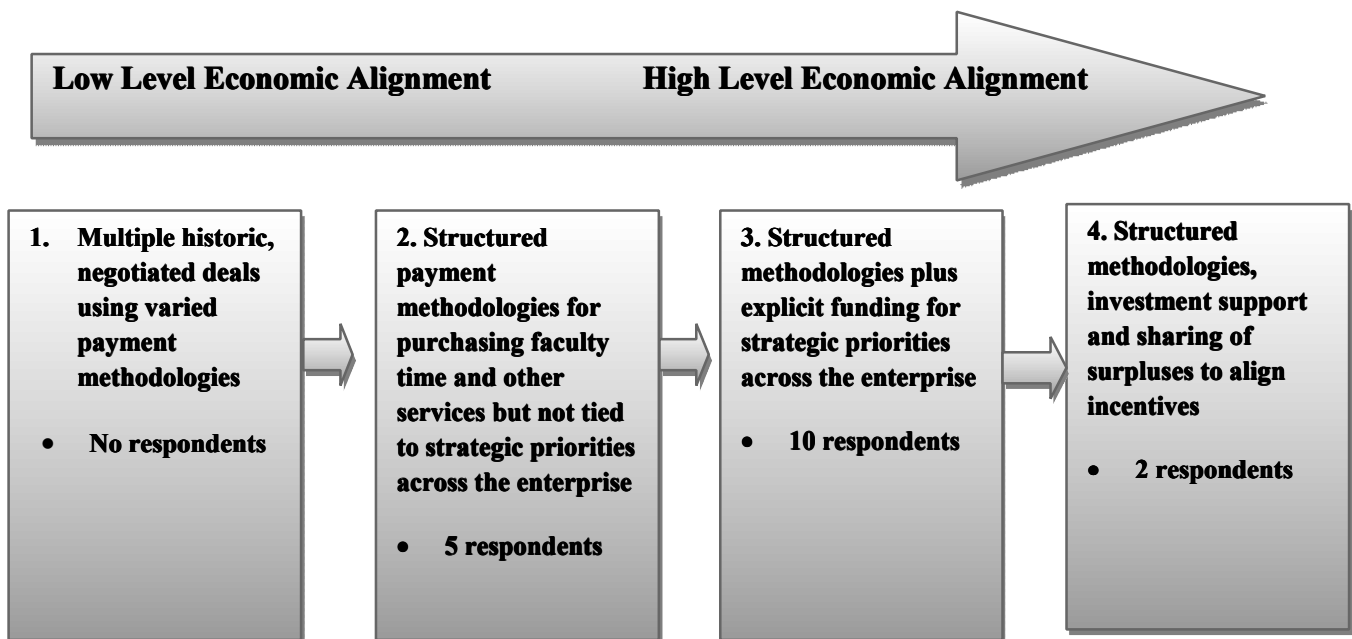 Low Level Economic Alignment
High Level Economic Alignment
1. Multiple historic,
negotiated deals
using varied
payment
methodologies
• No respondents
2. Structured
payment
methodologies for
purchasing faculty
time and other
services but not tied
to strategic priorities
across the enterprise
• 5 respondents
3. Structured
methodologies plus
explicit funding for
strategic priorities
across the enterprise
• 10 respondents
4. Structured
methodologies,
investment support
and sharing of
surpluses to align
incentives
• 2 respondents